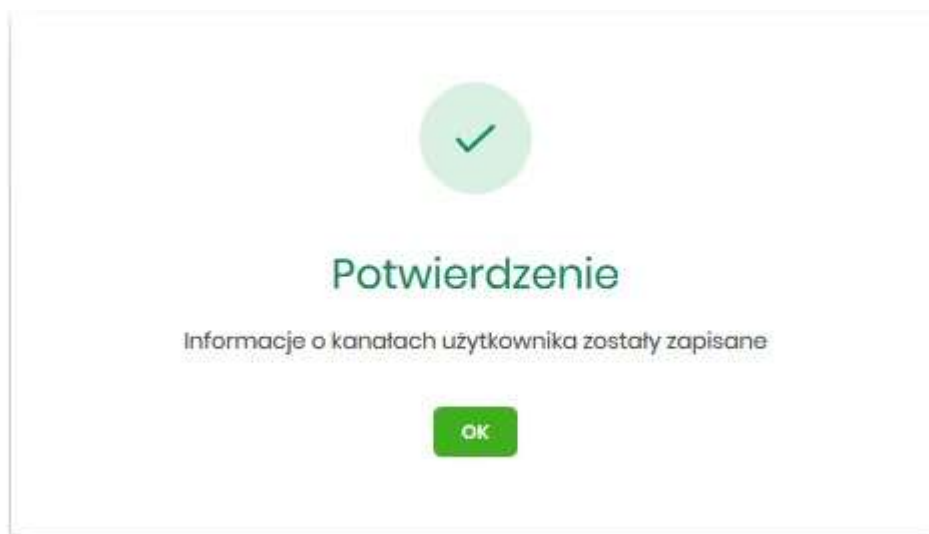 Potwierdzenie
Informacje o kanałach użytkownika zostały zapisane
OK